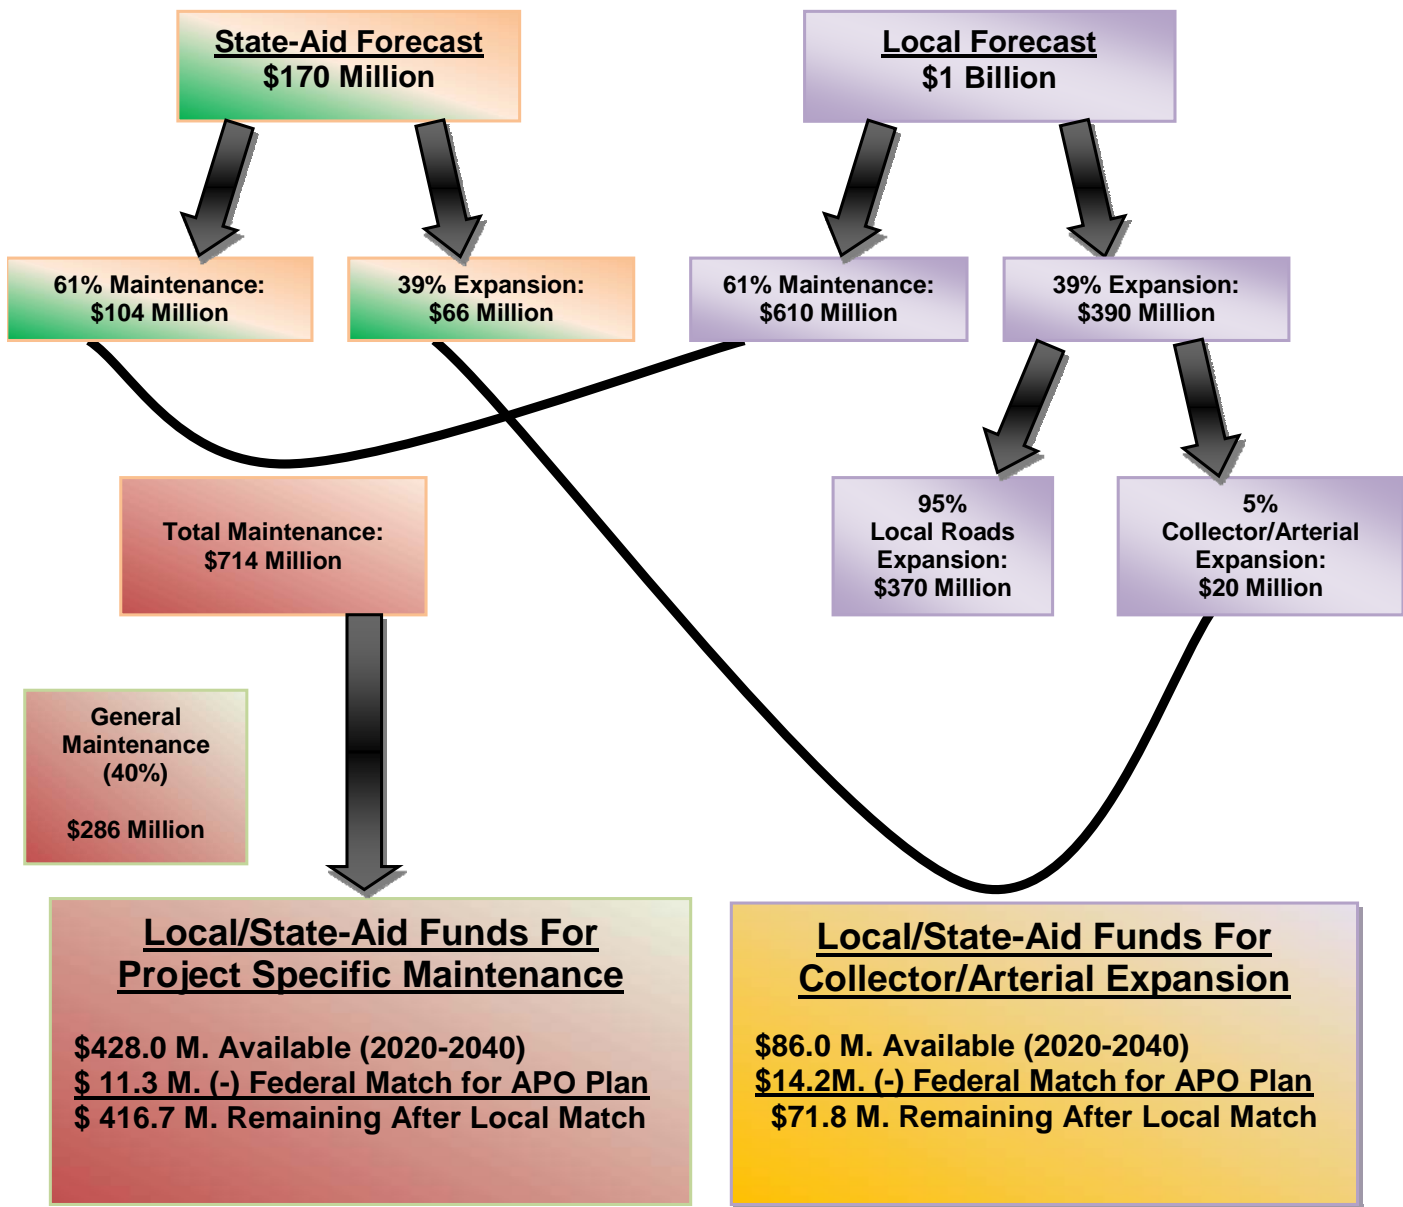 State-Aid Forecast
$170 Million
Local Forecast
$1 Billion
61% Maintenance:
$104 Million
39% Expansion:
$66 Million
61% Maintenance:
$610 Million
39% Expansion:
$390 Million
Total Maintenance:
$714 Million
95%
Local Roads
Expansion:
$370 Million
5%
Collector/Arterial
Expansion:
$20 Million
General
Maintenance
(40%)
$286 Million
Local/State-Aid Funds For
Project Specific Maintenance
$428.0 M. Available (2020-2040)
$ 11.3 M. (-) Federal Match for APO Plan
$ 416.7 M. Remaining After Local Match
Local/State-Aid Funds For
Collector/Arterial Expansion
$86.0 M. Available (2020-2040)
$14.2M. (-) Federal Match for APO Plan
$71.8 M. Remaining After Local Match